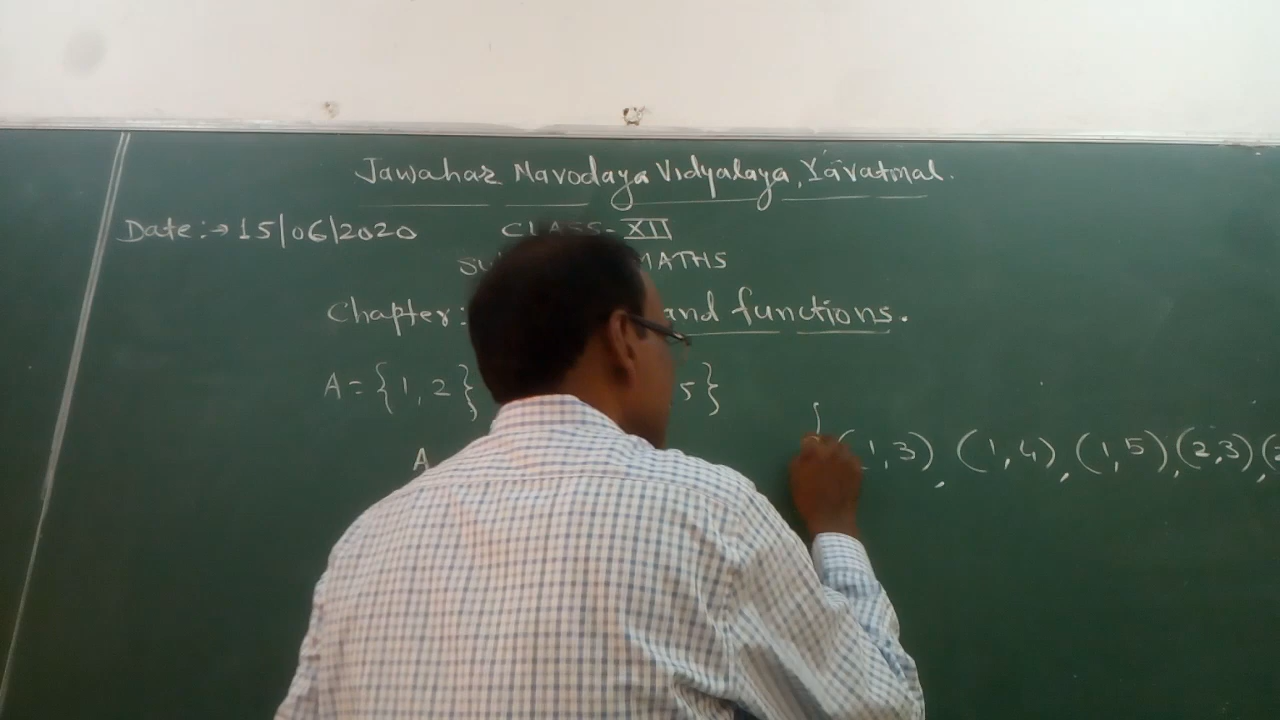 Jawahar Navodaya Vidyalaya, Yavatmal.
Date:→15/06/2020 CLASS-XII
SU MATHS
Chapter: and functions.
A = {1, 2} 5}
A {(1,3), (1,4), (1,5), (2,3), (2